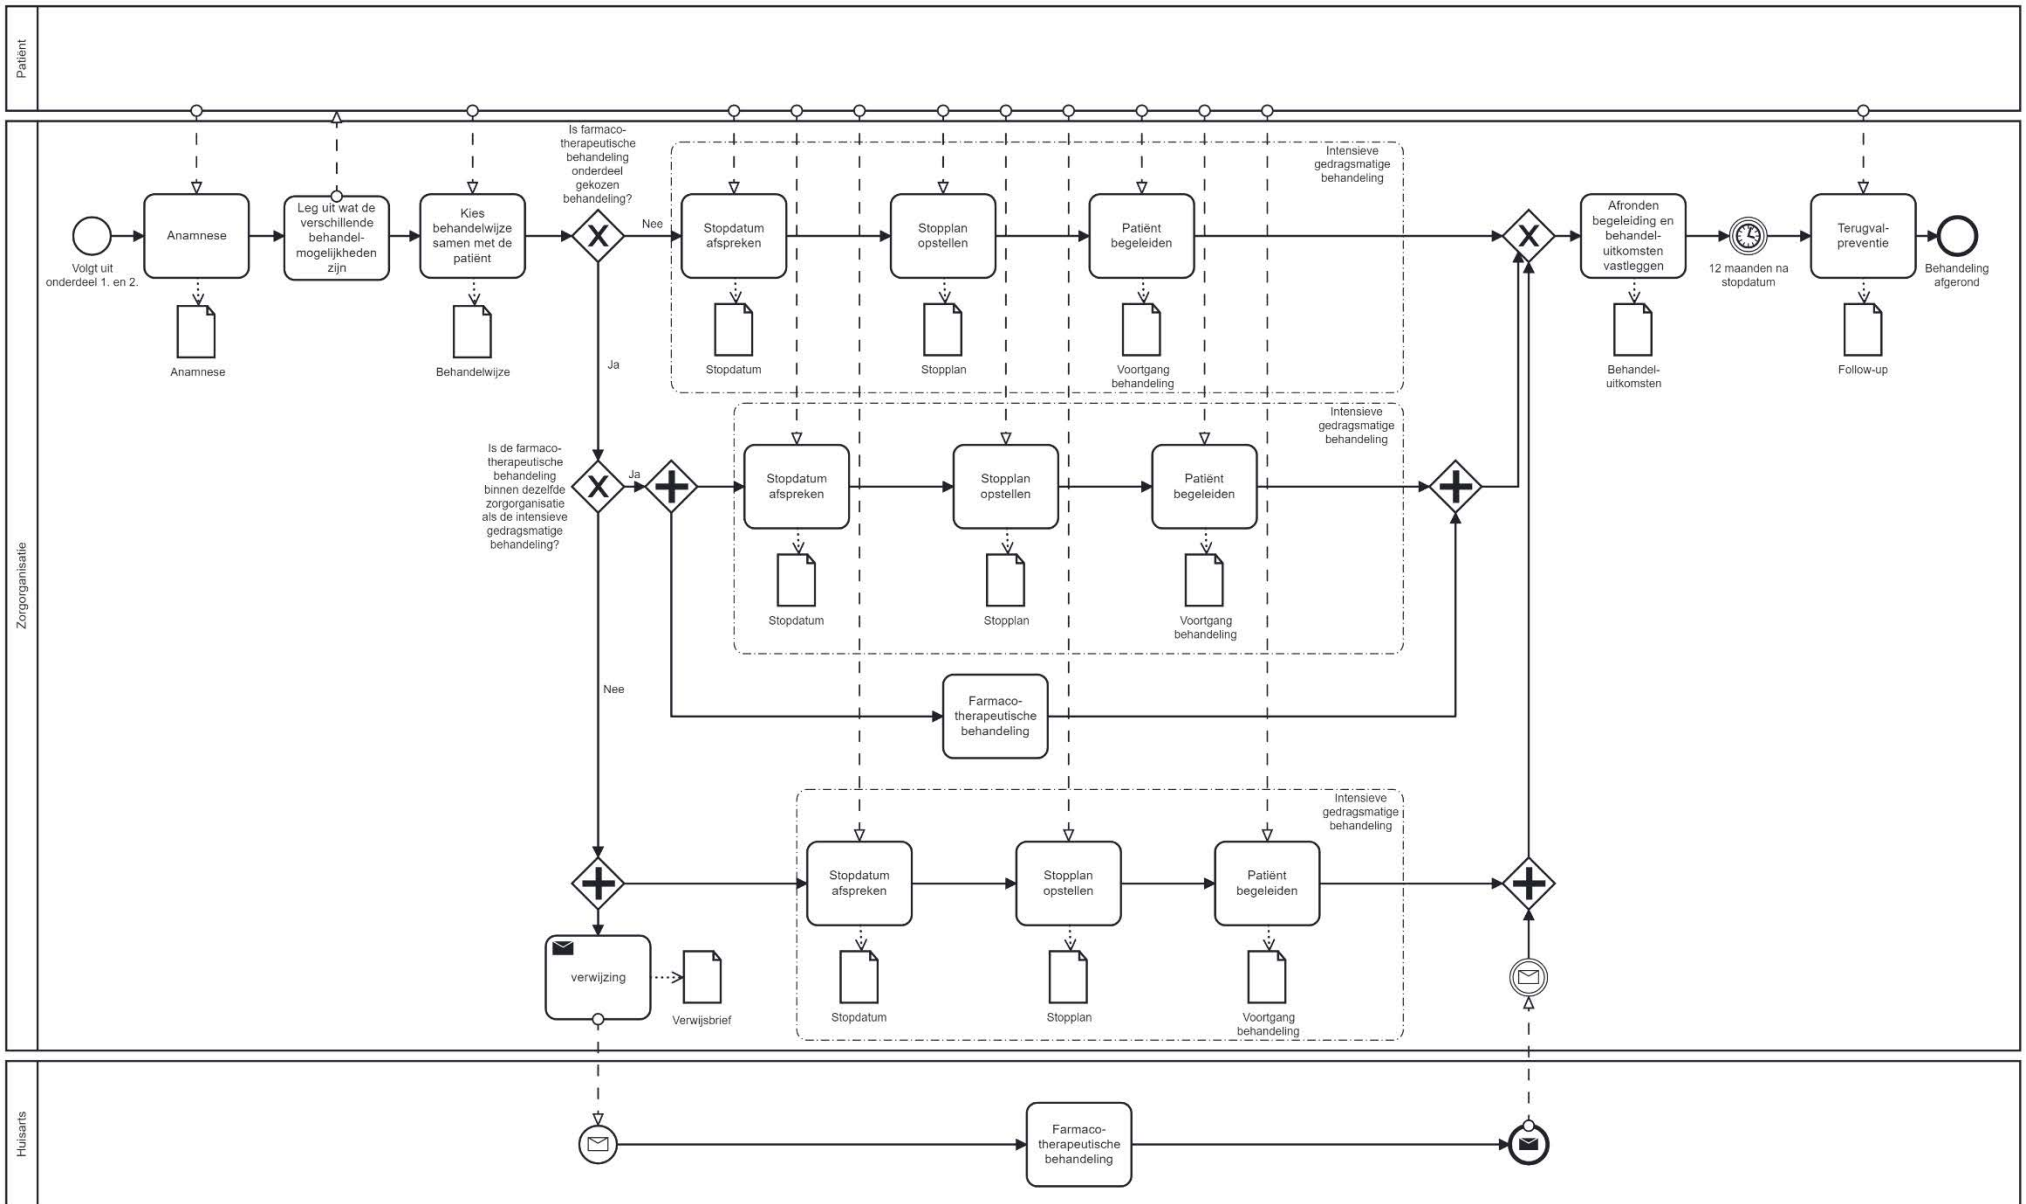 Patiënt
Zorgorganisatie
Volgt uit
onderdeel 1. en 2.
Anamnese
Anamnese
Leg uit wat de
verschillende
behandel-
mogelijkheden
zijn
Kies
behandelwijze
samen met de
patiënt
Behandelwijze
Is farmaco-
therapeutische
behandeling
onderdeel
gekozen
behandeling?
Nee
Ja
Intensieve
gedragsmatige
behandeling
Stopdatum
afspreken
Stopdatum
Stopplan
opstellen
Stopplan
Patiënt
begeleiden
Voortgang
behandeling
Afronden
begeleiding en
behandel-
uitkomsten
vastleggen
Behandel-
uitkomsten
12 maanden na
stopdatum
Terugval-
preventie
Follow-up
Behandeling
afgerond
Is de farmaco-
therapeutische
behandeling
binnen dezelfde
zorgorganisatie
als de intensieve
gedragsmatige
behandeling?
Ja
Nee
Intensieve
gedragsmatige
behandeling
Stopdatum
afspreken
Stopdatum
Stopplan
opstellen
Stopplan
Patiënt
begeleiden
Voortgang
behandeling
Farmaco-
therapeutische
behandeling
Intensieve
gedragsmatige
behandeling
Stopdatum
afspreken
Stopdatum
Stopplan
opstellen
Stopplan
Patiënt
begeleiden
Voortgang
behandeling
verwijzing
Verwijsbrief
Huisarts
Farmaco-
therapeutische
behandeling